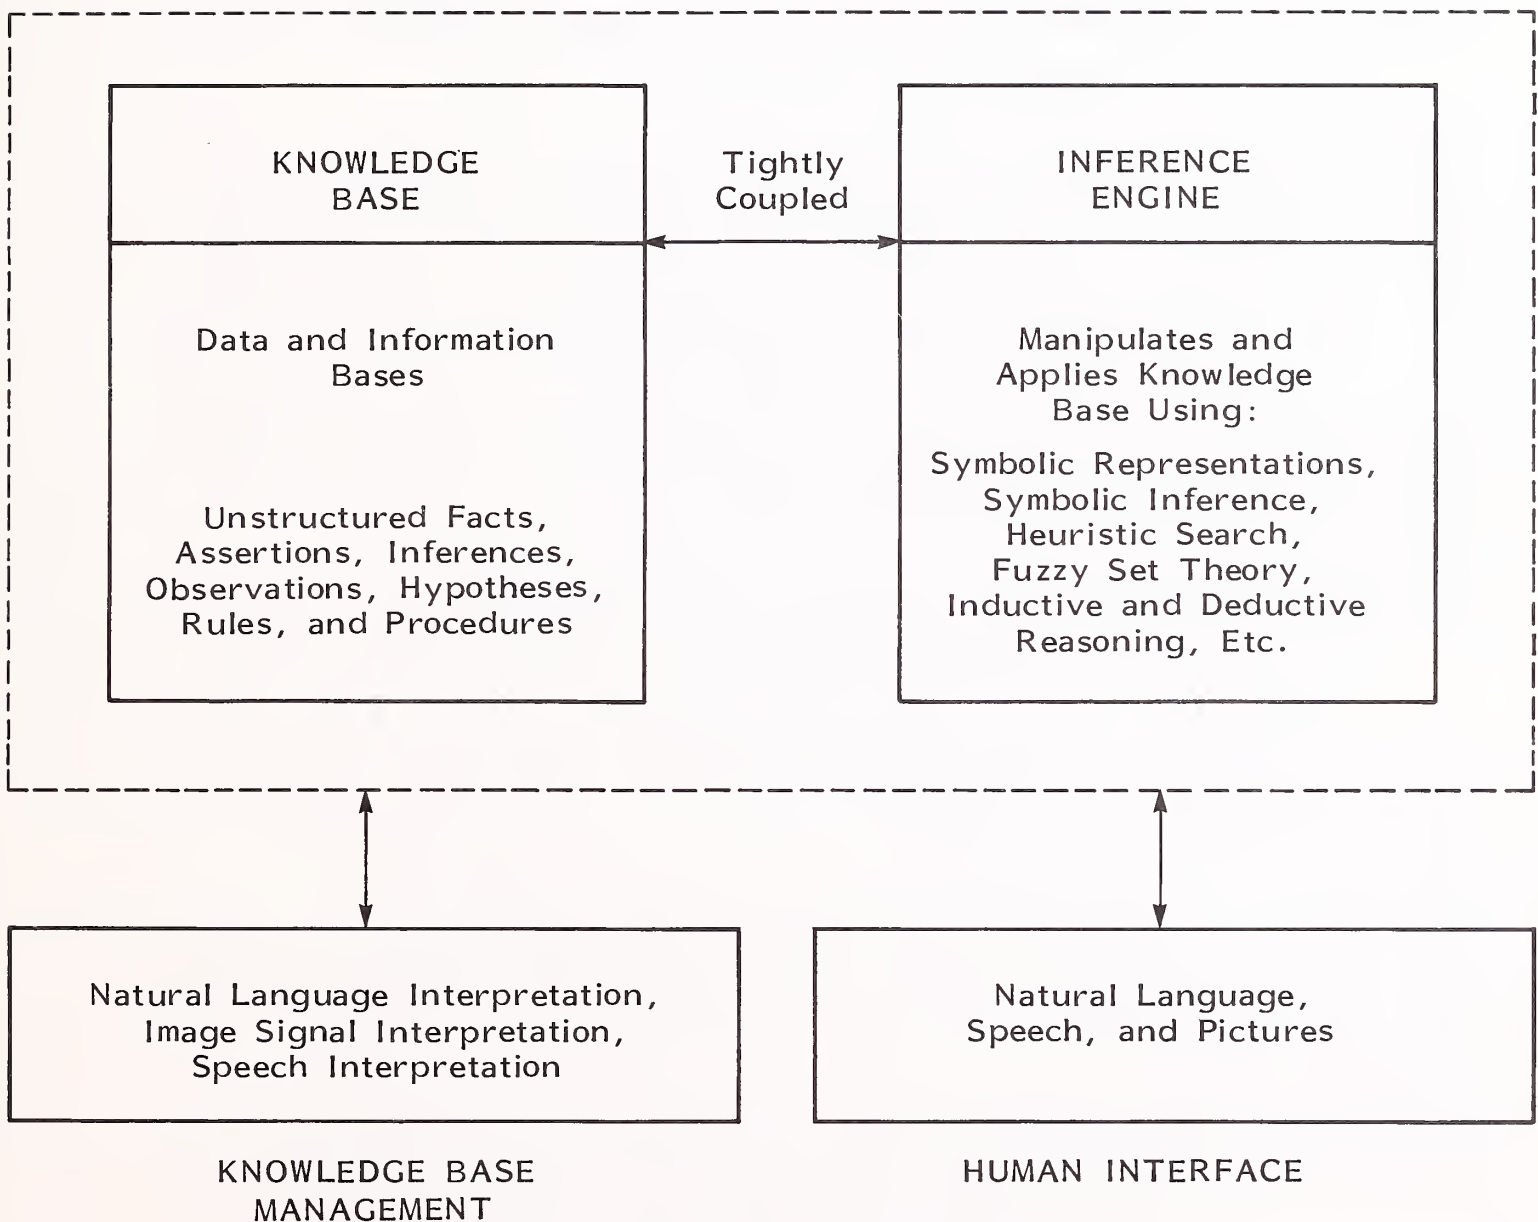 KNOWLEDGE
BASE
Tightly
Coupled
INFERENCE
ENGINE
Data and Information
Bases
Unstructured Facts,
Assertions, Inferences,
Observations, Hypotheses,
Rules, and Procedures
Manipulates and
Applies Knowledge
Base Using:
Symbolic Representations,
Symbolic Inference,
Heuristic Search,
Fuzzy Set Theory,
Inductive and Deductive
Reasoning, Etc.
Natural Language Interpretation,
Image Signal Interpretation,
Speech Interpretation
KNOWLEDGE BASE
MANAGEMENT
Natural Language,
Speech, and Pictures
HUMAN INTERFACE